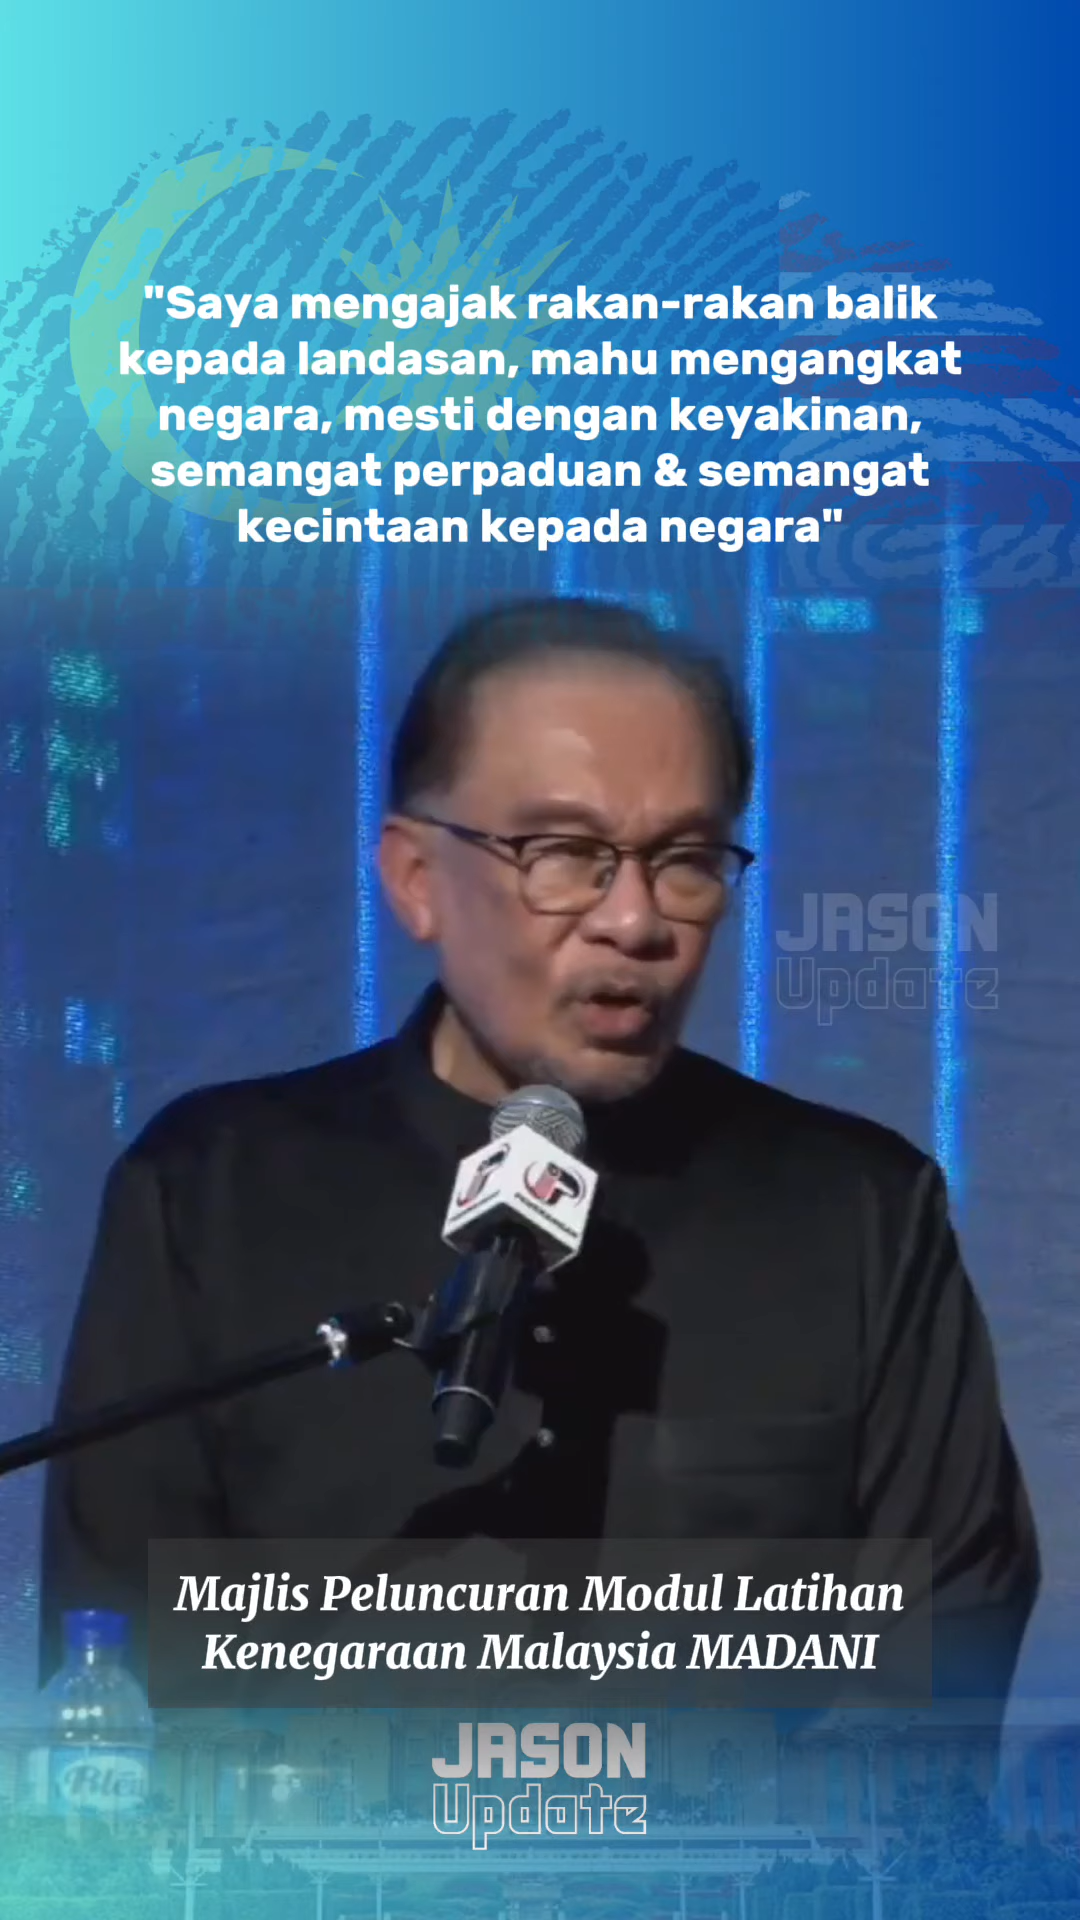 "Saya mengajak rakan-rakan balik
kepada landasan, mahu mengangkat
negara, mesti dengan keyakinan,
semangat perpaduan & semangat
kecintaan kepada negara"
JASON
Update
Majlis Peluncuran Modul Latihan
Kenegaraan Malaysia MADANI
JASON
Update